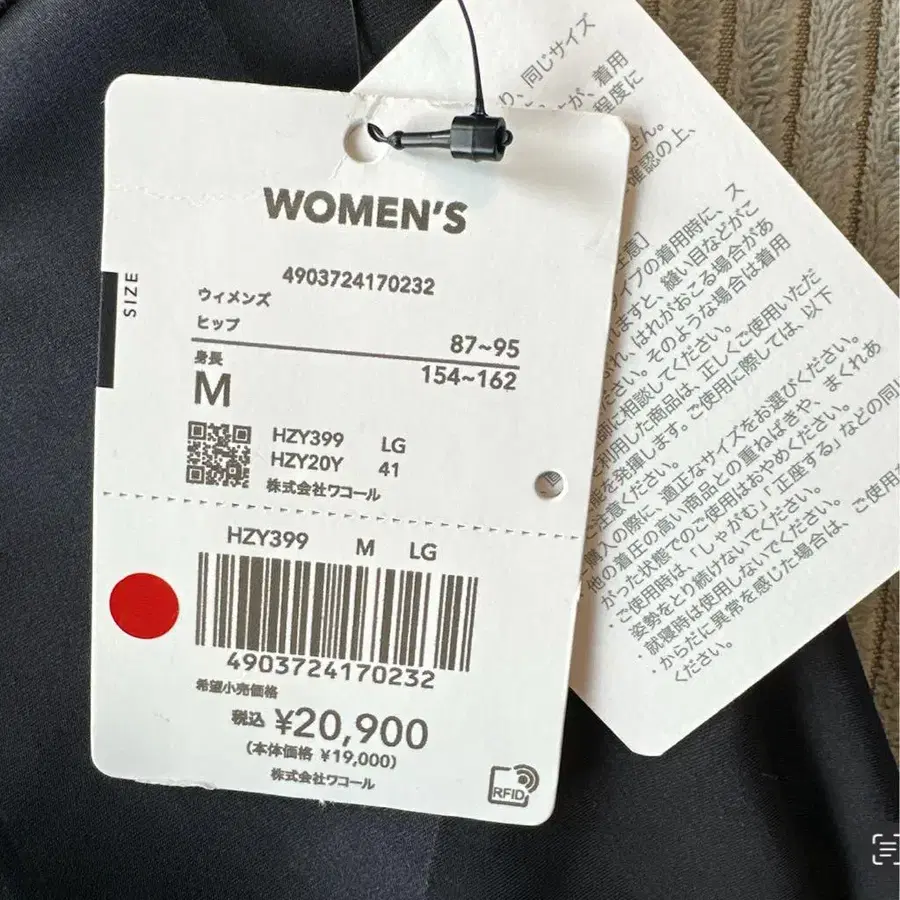 WOMEN'S
4903724170232
SIZE
ウィメンズ
ヒップ
87~95
身長
154~162
M
HZY399 LG
HZY20Y 41
株式会社ワコール
HZY399 M LG
4903724170232
希望小売価格
税込 ¥20,900
(本体価格 ¥19,000)
株式会社ワコール
RFID
り、同じサイズ
が、着用
程度に
せん。
確認の上、
意]
イプの着用時に、ス
れますと、縫い目などがこ
ぶれ、はれがおこる場合があ
ださい。そのような場合は着用
師に相談してください。
を利用した商品は、正しくご使用いただ
能を発揮します。ご使用に際しては、以下
ご注意ください。
購入の際に、適正なサイズをお選びください。
他の着圧の高い商品との重ねばきや、まくれあ
がった状態でのご使用はおやめください。
・ご使用時は、「しゃがむ」「正座する」などの同じ
姿勢をとり続けないでください。
・就寝時は使用しないでください。
・からだに異常を感じた場合は、ご使用
ください。